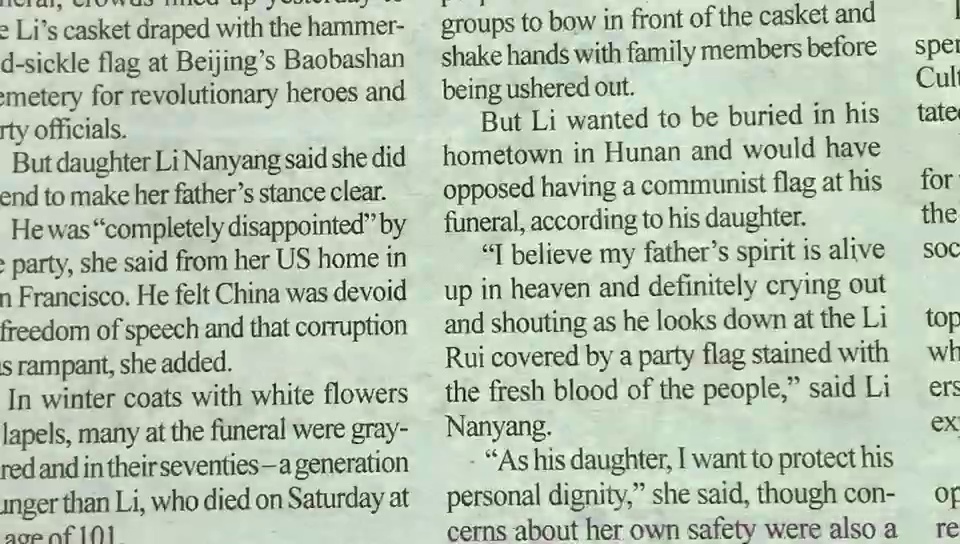 Li's casket draped with the hammer-
d-sickle flag at Beijing's Baobashan
emetery for revolutionary heroes and
rty officials.
But daughter Li Nanyang said she did
end to make her father's stance clear.
He was "completely disappointed" by
e party, she said from her US home in
n Francisco. He felt China was devoid
freedom of speech and that corruption
s rampant, she added.
In winter coats with white flowers
lapels, many at the funeral were gray-
red and in their seventies – a generation
unger than Li, who died on Saturday at
age of 101.
groups to bow in front of the casket and
shake hands with family members before
being ushered out.
But Li wanted to be buried in his
hometown in Hunan and would have
opposed having a communist flag at his
funeral, according to his daughter.
"I believe my father's spirit is alive
up in heaven and definitely crying out
and shouting as he looks down at the Li
Rui covered by a party flag stained with
the fresh blood of the people," said Li
Nanyang.
"As his daughter, I want to protect his
personal dignity," she said, though con-
cerns about her own safety were also a
sper
Cult
tate
for
the
soc
top
wh
ers
ex
op
re